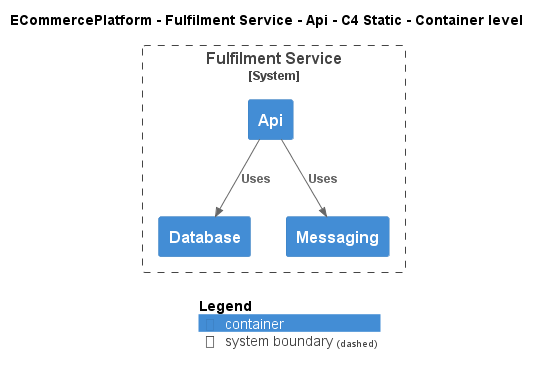 ECommercePlatform - Fulfilment Service - Api - C4 Static - Container level
Fulfilment Service
[System]
Api
Uses
Uses
Database
Messaging
Legend
container
system boundary (dashed)